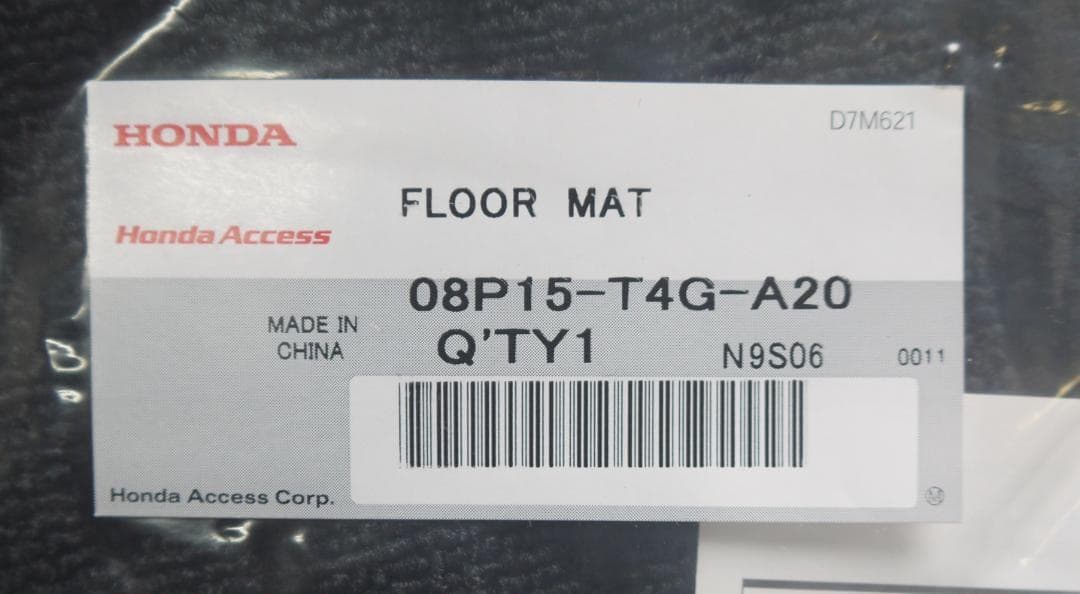 HONDA
D7M621
FLOOR MAT
Honda Access
08P15-T4G-A20
MADE IN
CHINA
Q'TY1
N9S06
0011
Honda Access Corp.
M